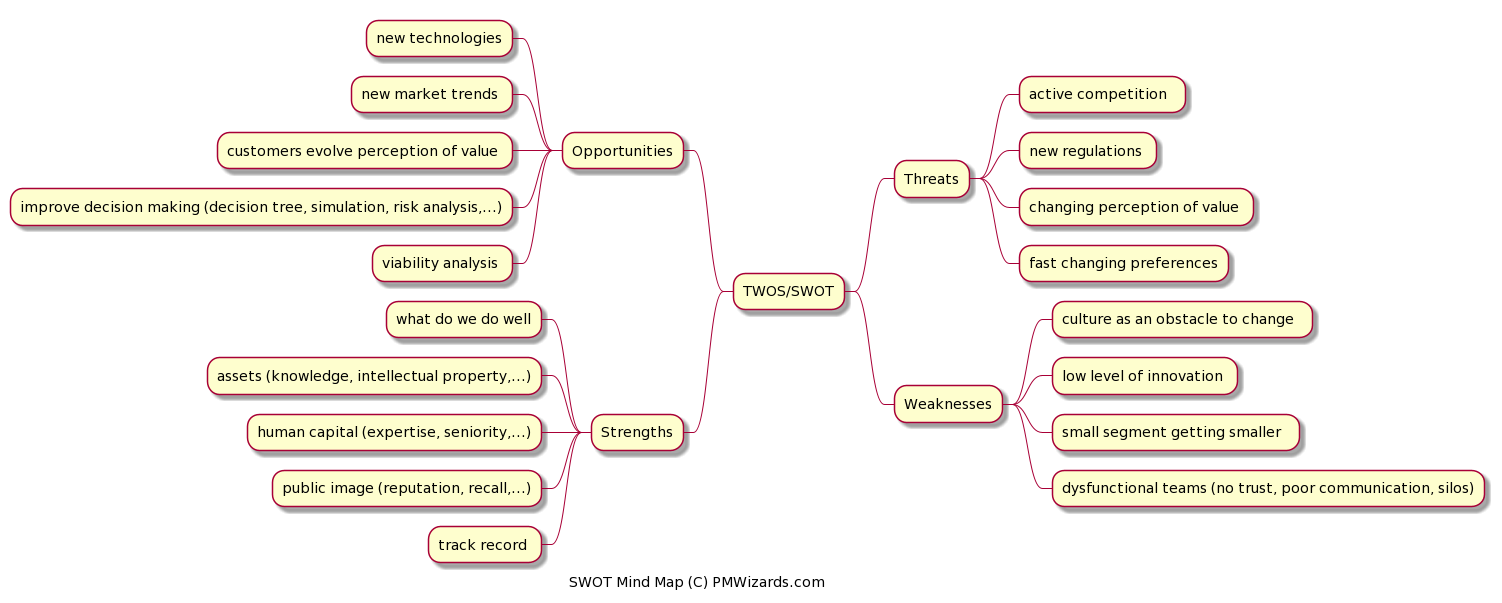 new technologies
new market trends
customers evolve perception of value
improve decision making (decision tree, simulation, risk analysis,...)
viability analysis
Opportunities
what do we do well
assets (knowledge, intellectual property,...)
human capital (expertise, seniority,...)
public image (reputation, recall,...)
track record
Strengths
TWOS/SWOT
Threats
active competition
new regulations
changing perception of value
fast changing preferences
Weaknesses
culture as an obstacle to change
low level of innovation
small segment getting smaller
dysfunctional teams (no trust, poor communication, silos)
SWOT Mind Map (C) PMWizards.com